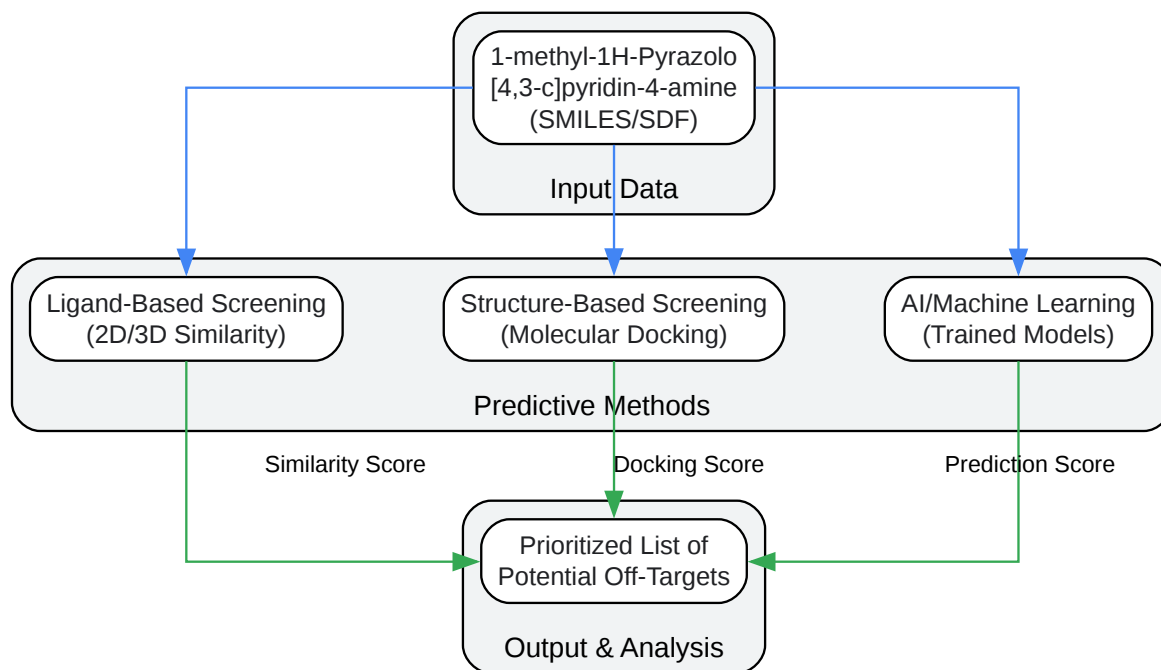 1-methyl-1H-Pyrazolo
[4,3-c]pyridin-4-amine
(SMILES/SDF)
Input Data
Ligand-Based Screening
(2D/3D Similarity)
Structure-Based Screening
(Molecular Docking)
AI/Machine Learning
(Trained Models)
Predictive Methods
Similarity Score
Docking Score
Prediction Score
Prioritized List of
Potential Off-Targets
Output & Analysis